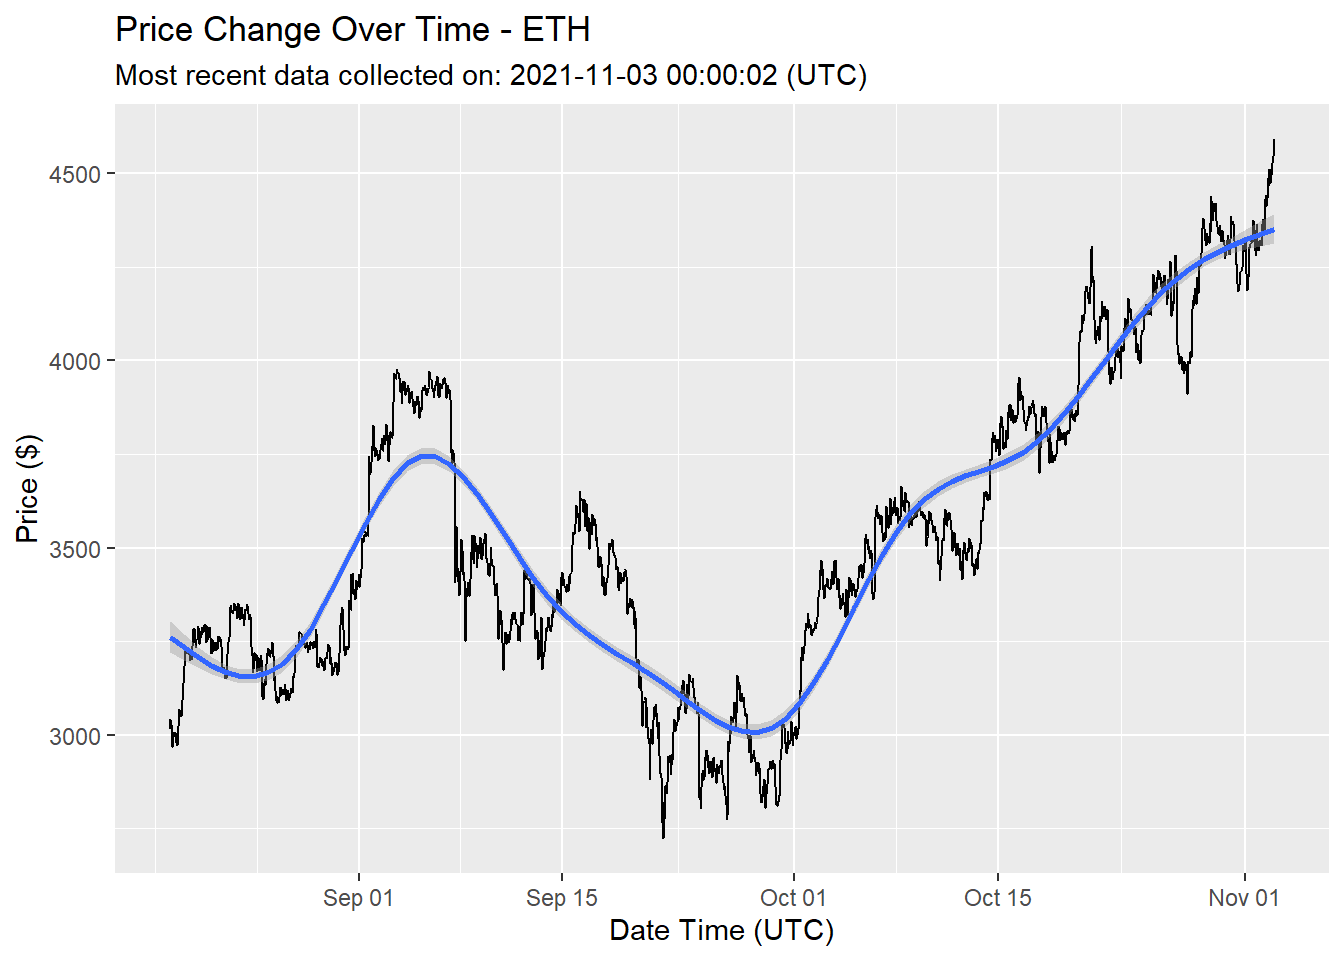 Price Change Over Time - ETH
Most recent data collected on: 2021-11-03 00:00:02 (UTC)
Price ($)
4500
4000
3500
3000
Sep 01
Sep 15
Oct 01
Oct 15
Nov 01
Date Time (UTC)